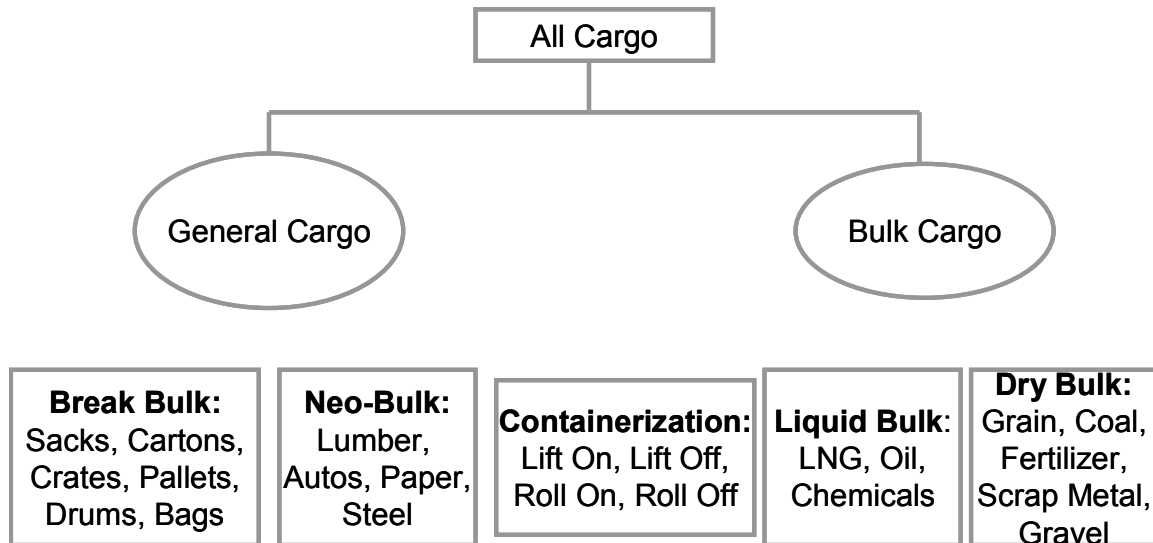 All Cargo
General Cargo
Bulk Cargo
Break Bulk:
Sacks, Cartons,
Crates, Pallets,
Drums, Bags
Neo-Bulk:
Lumber,
Autos, Paper,
Steel
Containerization:
Lift On, Lift Off,
Roll On, Roll Off
Liquid Bulk:
LNG, Oil,
Chemicals
Dry Bulk:
Grain, Coal,
Fertilizer,
Scrap Metal,
Gravel